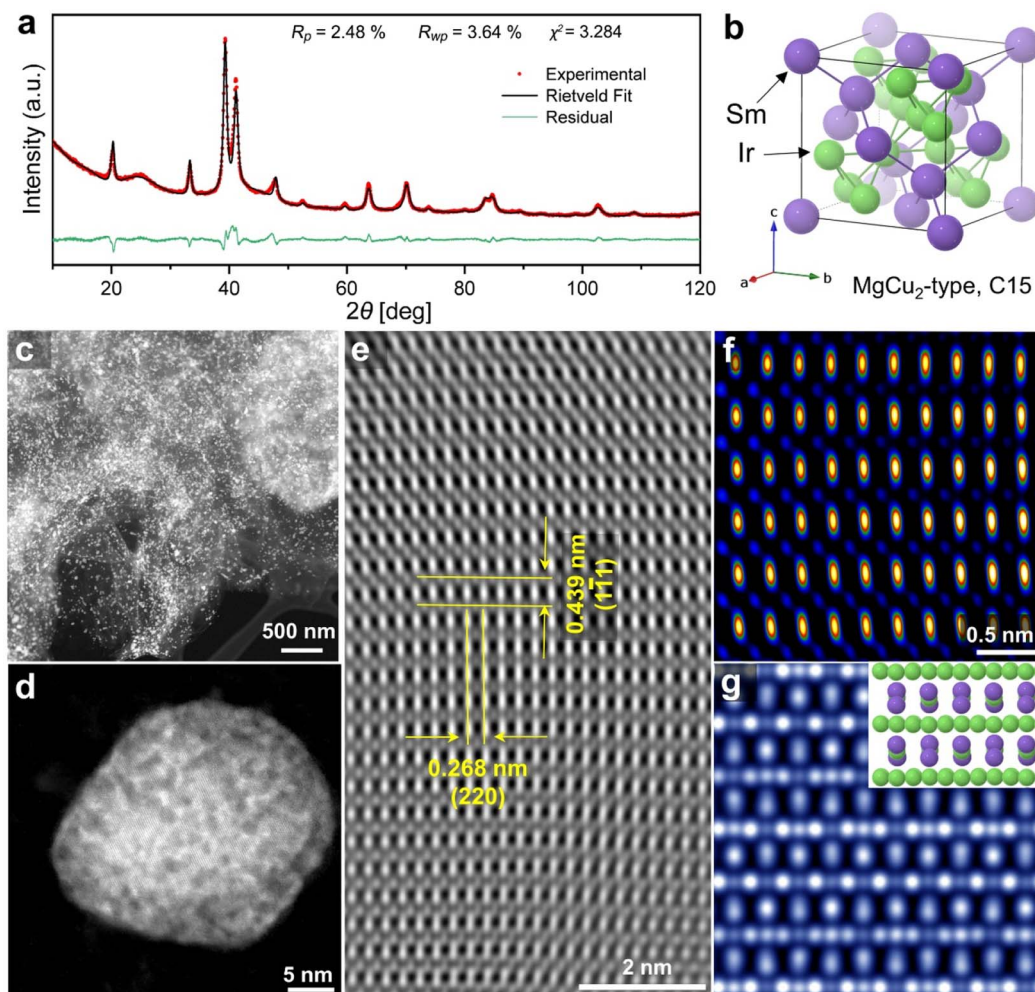 a
R_p = 2.48 % R_wp = 3.64 % χ² = 3.284
Experimental
Rietveld Fit
Residual
Intensity (a.u.)
20 40 60 80 100 120
2θ [deg]
b
Sm
Ir
c
a b
MgCu₂-type, C15
c
500 nm
d
5 nm
e
0.439 nm
(1̄11)
0.268 nm
(220)
2 nm
f
0.5 nm
g